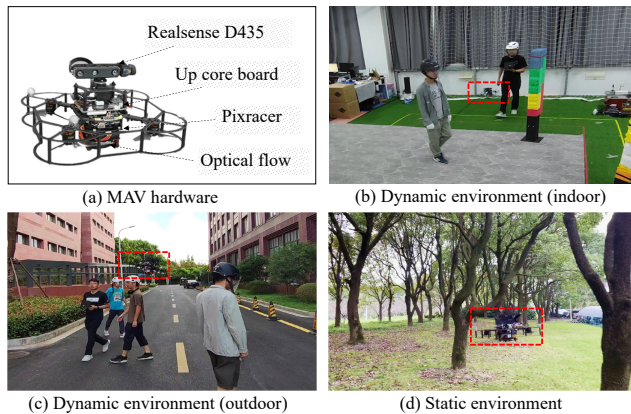 Realsense D435
Up core board
Pixracer
Optical flow
(a) MAV hardware
(b) Dynamic environment (indoor)
(c) Dynamic environment (outdoor)
(d) Static environment